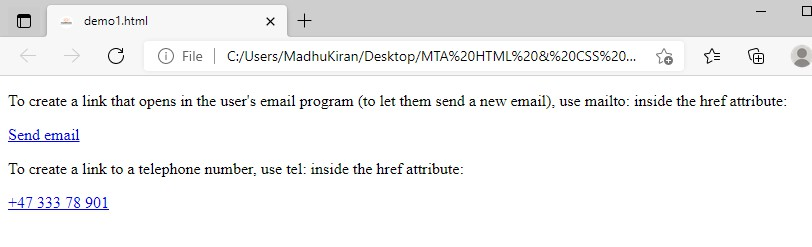 demo1.html
File | C:/Users/MadhuKiran/Desktop/MTA%20HTML%20&%20CSS%20...
To create a link that opens in the user's email program (to let them send a new email), use mailto: inside the href attribute:
Send email
To create a link to a telephone number, use tel: inside the href attribute:
+47 333 78 901